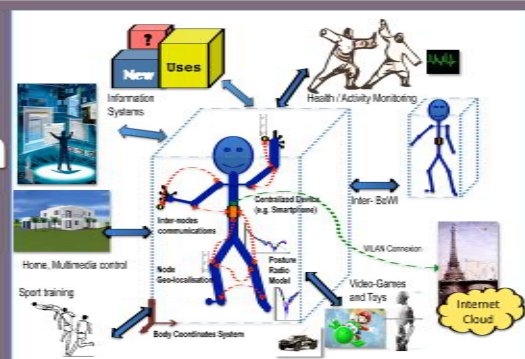 ?
New
Uses
Information
Systems
Health / Activity Monitoring
Inter-nodes
communications
Centralized Device
(e.g. Smartphone)
Inter- BoWI
WLAN Connexion
Home, Multimedia control
Node
Geo-localisation
Posture
Radio
Model
Video-Games
and Toys
Internet
Cloud
Sport training
Body Coordinates System